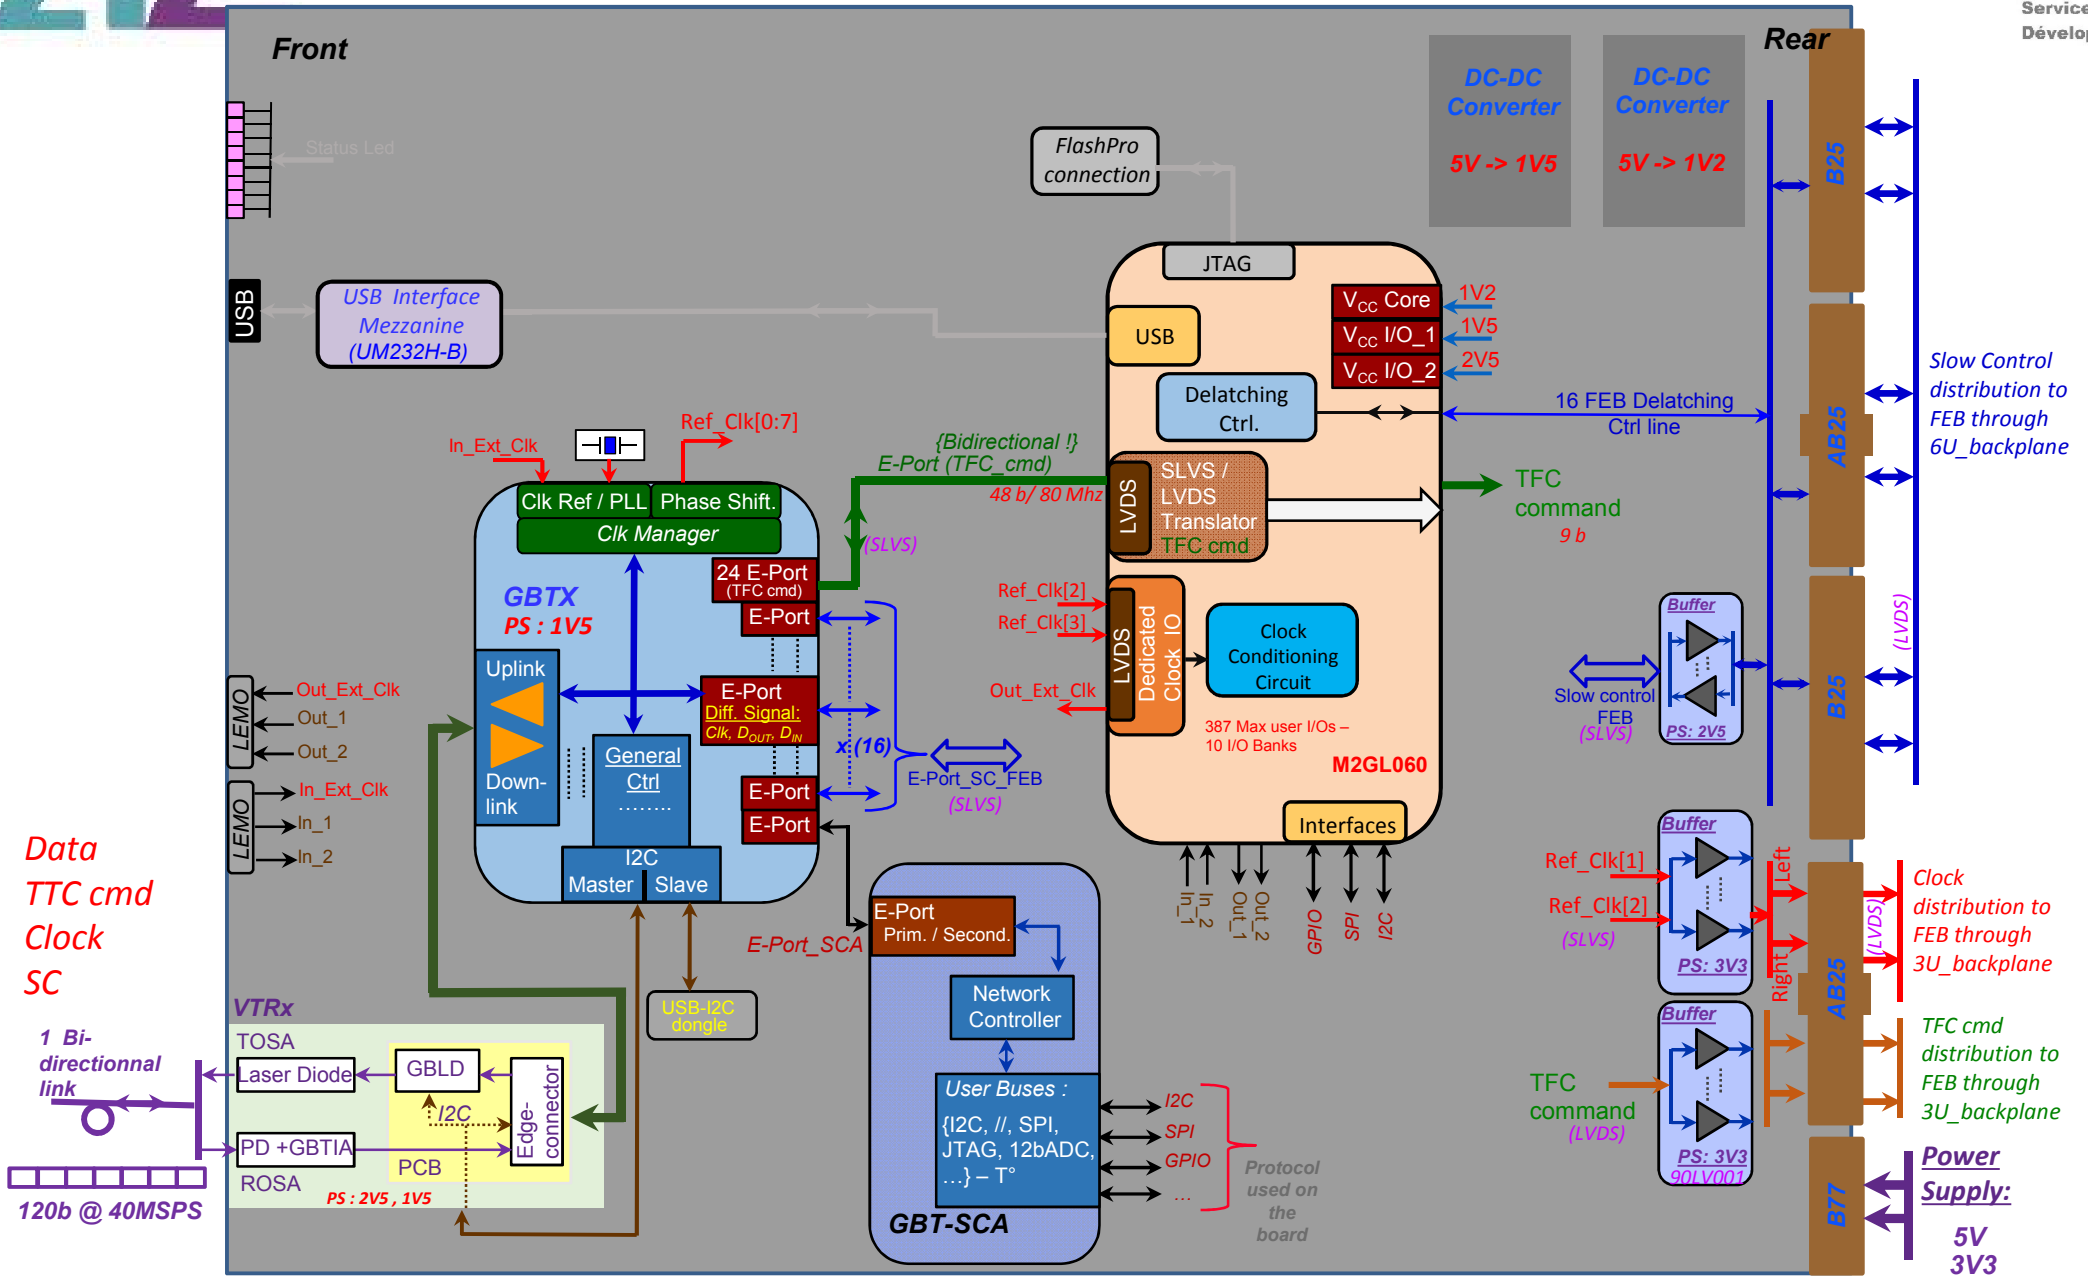 Service
Dévelop
Front
Rear
DC-DC
Converter
5V -> 1V5
DC-DC
Converter
5V -> 1V2
B25
Status Led
FlashPro
connection
JTAG
USB
USB Interface
Mezzanine
(UM232H-B)
USB
VCC Core
VCC I/O_1
VCC I/O_2
1V2
1V5
2V5
Delatching
Ctrl.
16 FEB Delatching
Ctrl line
AB25
Slow Control
distribution to
FEB through
6U_backplane
In_Ext_Clk
Ref_Clk[0:7]
{Bidirectional !}
E-Port (TFC_cmd)
48 b/ 80 Mhz
(SLVS)
LVDS
SLVS /
LVDS
Translator
TFC cmd
TFC
command
9 b
Clk Ref / PLL
Phase Shift.
Clk Manager
GBTX
PS : 1V5
24 E-Port
(TFC cmd)
E-Port
E-Port
Diff. Signal:
Clk, DOUT, DIN
E-Port
E-Port
x (16)
E-Port_SC_FEB
(SLVS)
Uplink
Down-
link
General
Ctrl
........
I2C
Master
Slave
Ref_Clk[2]
Ref_Clk[3]
Out_Ext_Clk
LVDS
Dedicated
Clock IO
Clock
Conditioning
Circuit
387 Max user I/Os –
10 I/O Banks
M2GL060
Interfaces
In_1
In_2
Out_1
Out_2
GPIO
SPI
I2C
Buffer
PS: 2V5
Slow control
FEB
(SLVS)
B25
(LVDS)
LEMO
Out_Ext_Clk
Out_1
Out_2
LEMO
In_Ext_Clk
In_1
In_2
Data
TTC cmd
Clock
SC
Buffer
Ref_Clk[1]
Ref_Clk[2]
(SLVS)
PS: 3V3
Left
Right
AB25
(LVDS)
Clock
distribution to
FEB through
3U_backplane
E-Port_SCA
E-Port
Prim. / Second.
Network
Controller
User Buses :
{I2C, //, SPI,
JTAG, 12bADC,
…} – T°
GBT-SCA
I2C
SPI
GPIO
…
Protocol
used on
the
board
USB-I2C
dongle
VTRx
TOSA
Laser Diode
GBLD
I2C
Edge-
connector
PD +GBTIA
PCB
ROSA
PS : 2V5 , 1V5
1 Bi-
directionnal
link
120b @ 40MSPS
Buffer
TFC
command
(LVDS)
PS: 3V3
90LV001
TFC cmd
distribution to
FEB through
3U_backplane
B77
Power
Supply:
5V
3V3